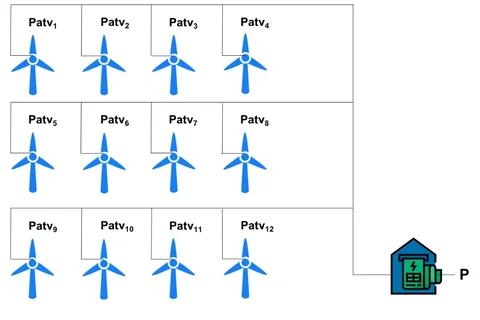 Patv₁ Patv₂ Patv₃ Patv₄
Patv₅ Patv₆ Patv₇ Patv₈
Patv₉ Patv₁₀ Patv₁₁ Patv₁₂
P